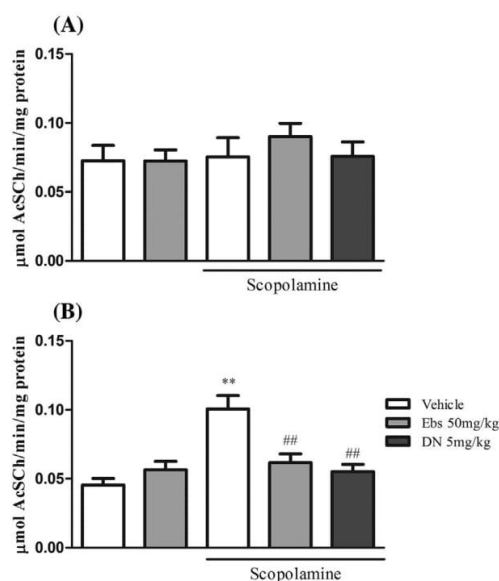 (A)
µmol AcSCh/min/mg protein
0.15
0.10
0.05
0.00
Scopolamine
(B)
µmol AcSCh/min/mg protein
0.15
0.10
0.05
0.00
**
##
##
Vehicle
Ebs 50mg/kg
DN 5mg/kg
Scopolamine